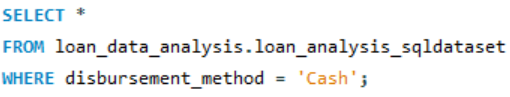 SELECT *
FROM loan_data_analysis.loan_analysis_sqldataset
WHERE disbursement_method = 'Cash';